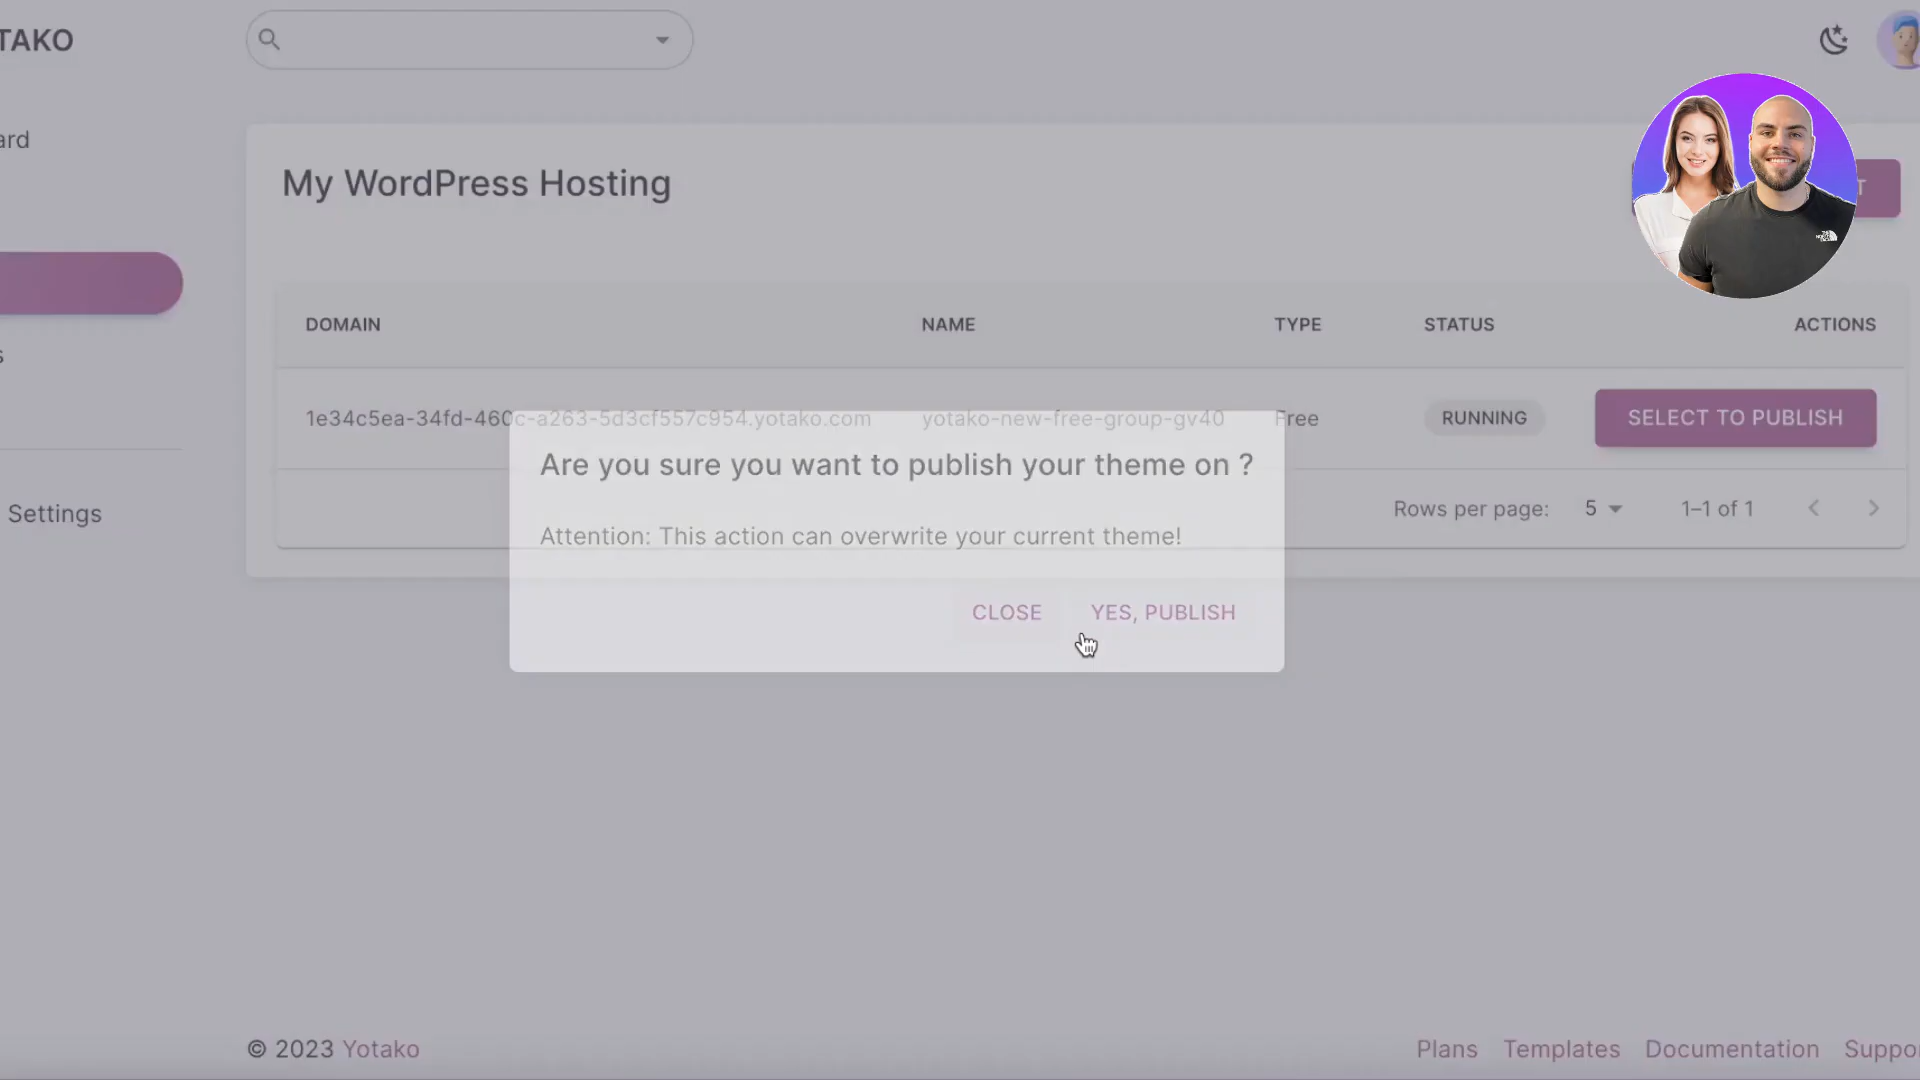 TAKO
ard
My WordPress Hosting
T
DOMAIN NAME TYPE STATUS ACTIONS
s
1e34c5ea-34fd-460c-a263-5d3cf557c954.yotako.com yotako-new-free-group-gv40 Free RUNNING SELECT TO PUBLISH
Are you sure you want to publish your theme on ?
Rows per page: 5 1–1 of 1
Settings
Attention: This action can overwrite your current theme!
CLOSE YES, PUBLISH
© 2023 Yotako Plans Templates Documentation Suppor